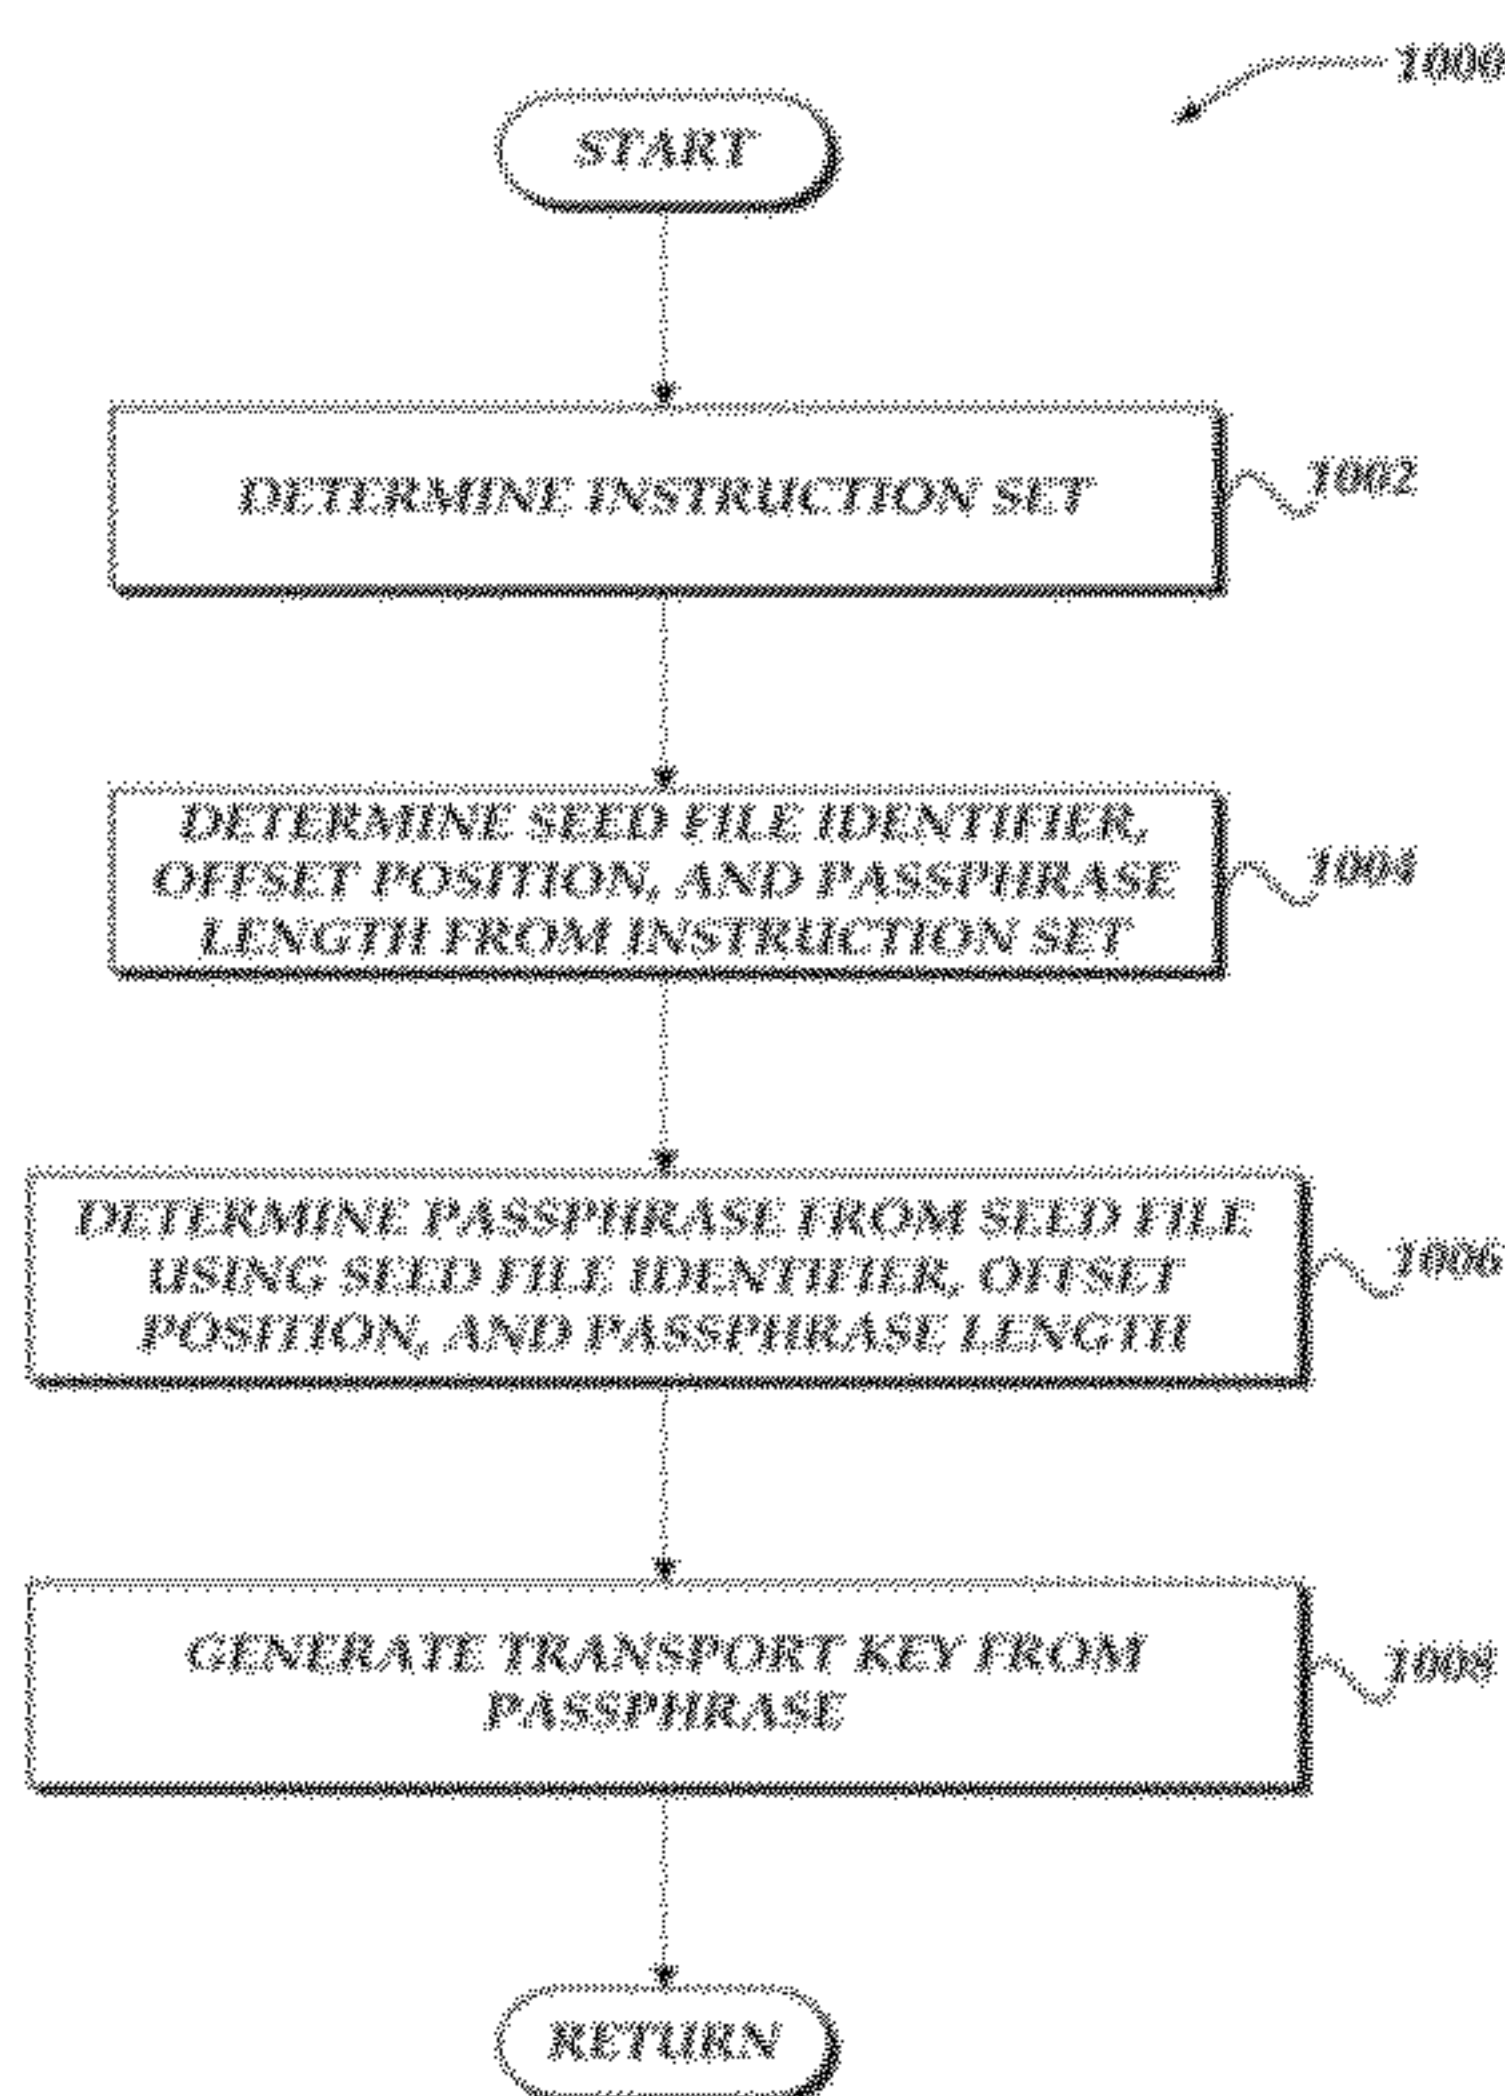 1000
START
DETERMINE INSTRUCTION SET
1002
DETERMINE SEED FILE IDENTIFIER,
OFFSET POSITION, AND PASSPHRASE
LENGTH FROM INSTRUCTION SET
1004
DETERMINE PASSPHRASE FROM SEED FILE
USING SEED FILE IDENTIFIER, OFFSET
POSITION, AND PASSPHRASE LENGTH
1006
GENERATE TRANSPORT KEY FROM
PASSPHRASE
1008
RETURN